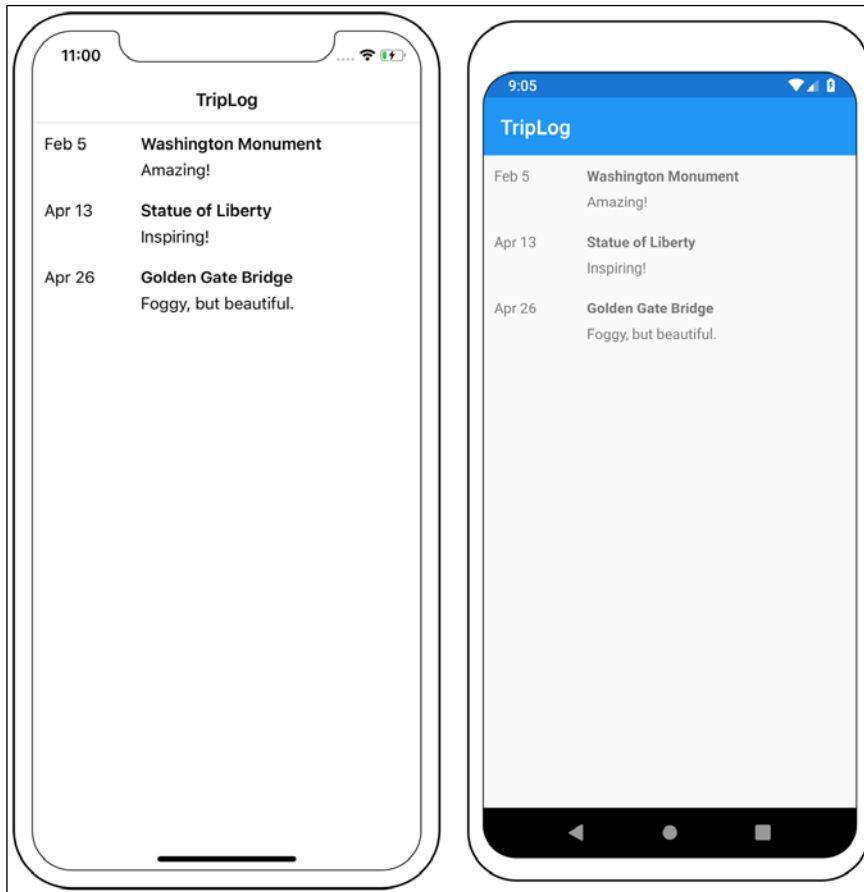 11:00
TripLog
Feb 5 Washington Monument
Amazing!
Apr 13 Statue of Liberty
Inspiring!
Apr 26 Golden Gate Bridge
Foggy, but beautiful.
9:05
TripLog
Feb 5 Washington Monument
Amazing!
Apr 13 Statue of Liberty
Inspiring!
Apr 26 Golden Gate Bridge
Foggy, but beautiful.